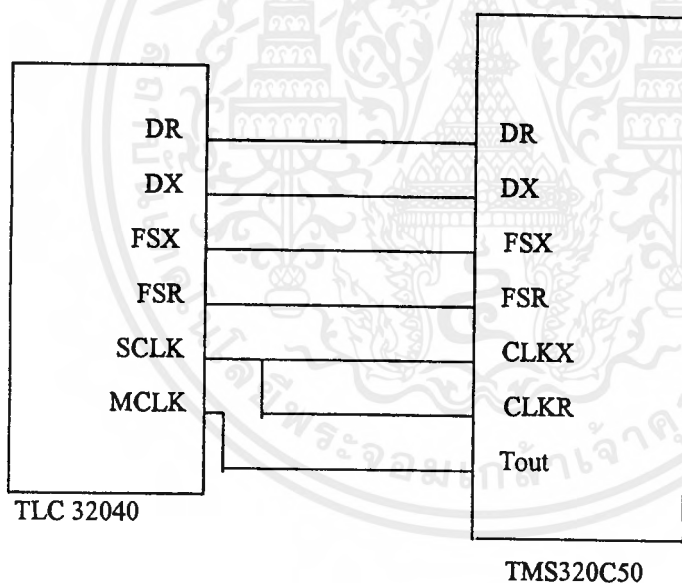 DR
DX
FSX
FSR
SCLK
MCLK
TLC 32040
DR
DX
FSX
FSR
CLKX
CLKR
Tout
TMS320C50